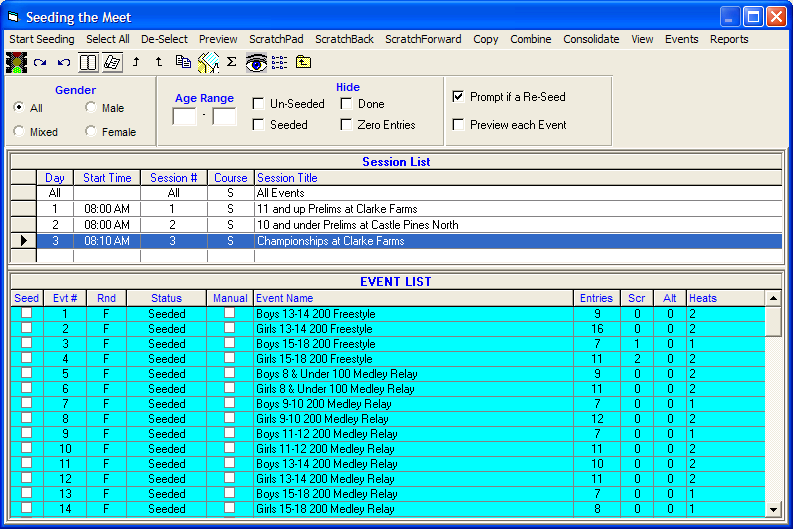 Seeding the Meet
Start Seeding Select All De-Select Preview ScratchPad ScratchBack ScratchForward Copy Combine Consolidate View Events Reports
Σ
Gender
All Male
Mixed Female
Age Range
-
Hide
Un-Seeded Done
Seeded Zero Entries
Prompt if a Re-Seed
Preview each Event
Session List
Day Start Time Session # Course Session Title
All All S All Events
1 08:00 AM 1 S 11 and up Prelims at Clarke Farms
2 08:00 AM 2 S 10 and under Prelims at Castle Pines North
3 08:10 AM 3 S Championships at Clarke Farms
EVENT LIST
Seed Evt # Rnd Status Manual Event Name Entries Scr Alt Heats
1 F Seeded Boys 13-14 200 Freestyle 9 0 0 2
2 F Seeded Girls 13-14 200 Freestyle 16 0 0 2
3 F Seeded Boys 15-18 200 Freestyle 7 1 0 1
4 F Seeded Girls 15-18 200 Freestyle 11 2 0 2
5 F Seeded Boys 8 & Under 100 Medley Relay 9 0 0 2
6 F Seeded Girls 8 & Under 100 Medley Relay 11 0 0 2
7 F Seeded Boys 9-10 200 Medley Relay 7 0 0 1
8 F Seeded Girls 9-10 200 Medley Relay 12 0 0 2
9 F Seeded Boys 11-12 200 Medley Relay 7 0 0 1
10 F Seeded Girls 11-12 200 Medley Relay 11 0 0 2
11 F Seeded Boys 13-14 200 Medley Relay 10 0 0 2
12 F Seeded Girls 13-14 200 Medley Relay 11 0 0 2
13 F Seeded Boys 15-18 200 Medley Relay 7 0 0 1
14 F Seeded Girls 15-18 200 Medley Relay 8 0 0 1